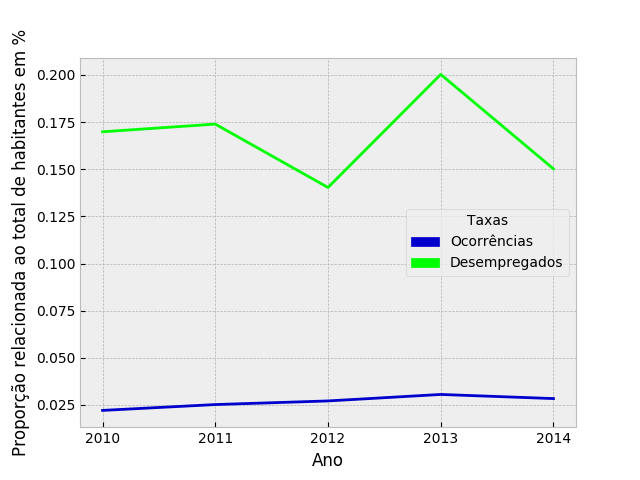 Proporção relacionada ao total de habitantes em %
0.200
0.175
0.150
0.125
0.100
0.075
0.050
0.025
Taxas
Ocorrências
Desempregados
2010 2011 2012 2013 2014
Ano